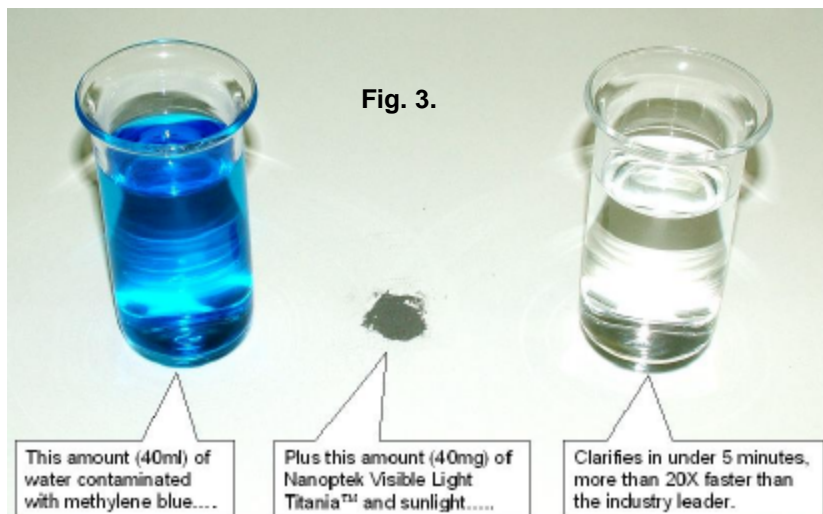 Fig. 3.
This amount (40ml) of
water contaminated
with methylene blue.....
Plus this amount (40mg) of
Nanoptek Visible Light
Titania™ and sunlight.....
Clarifies in under 5 minutes,
more than 20X faster than
the industry leader.